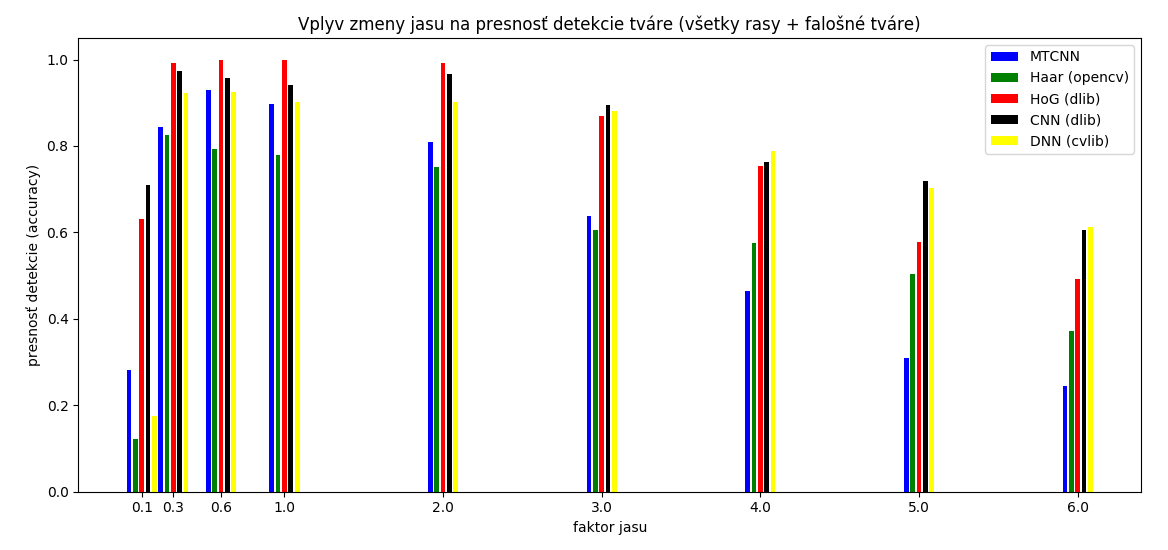 Vplyv zmeny jasu na presnosť detekcie tváre (všetky rasy + falošné tváre)
MTCNN
Haar (opencv)
HoG (dlib)
CNN (dlib)
DNN (cvlib)
presnosť detekcie (accuracy)
1.0
0.8
0.6
0.4
0.2
0.0
0.1 0.3 0.6 1.0 2.0 3.0 4.0 5.0 6.0
faktor jasu